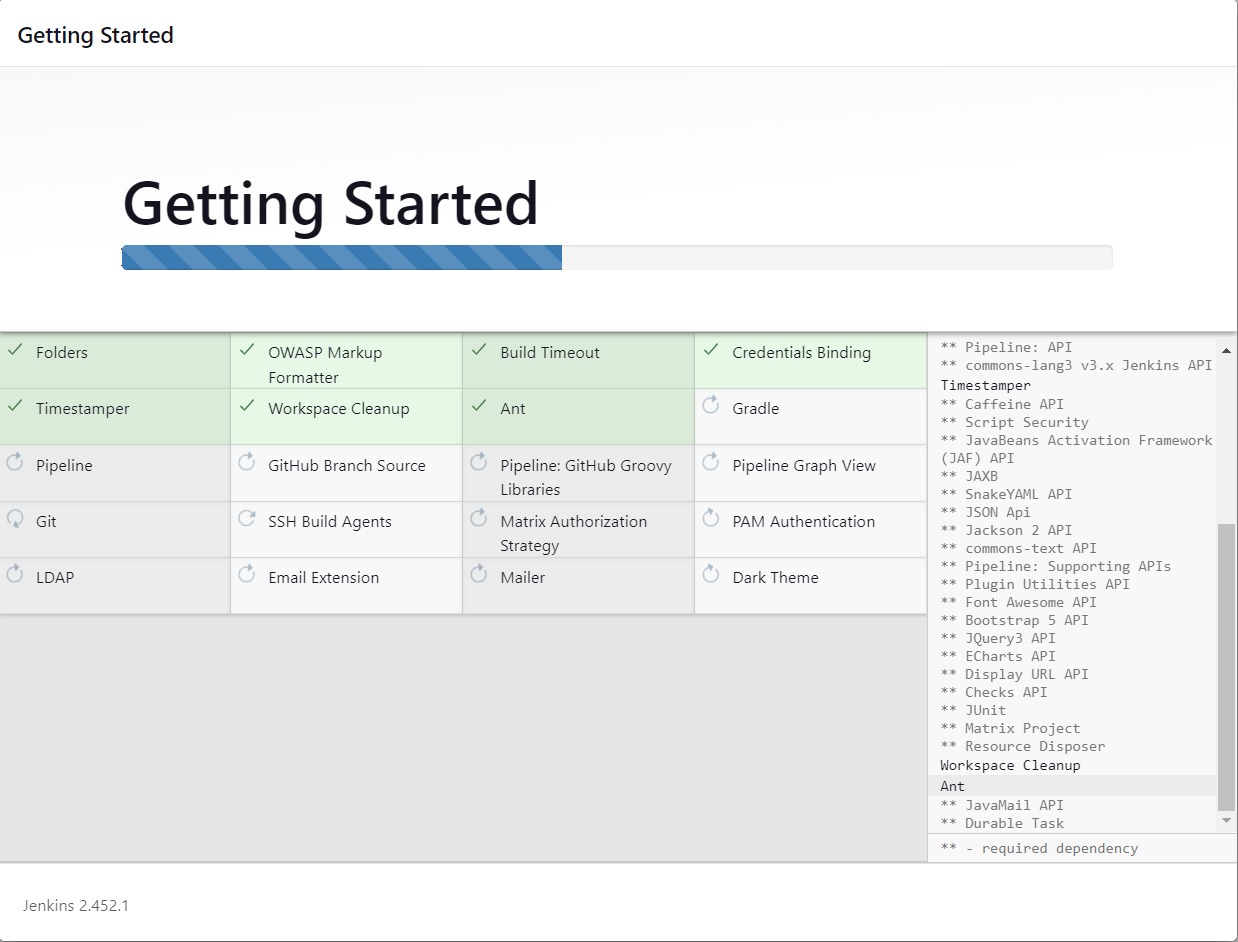 Getting Started
Getting Started
Folders
OWASP Markup
Formatter
Build Timeout
Credentials Binding
Timestamper
Workspace Cleanup
Ant
Gradle
Pipeline
GitHub Branch Source
Pipeline: GitHub Groovy
Libraries
Pipeline Graph View
Git
SSH Build Agents
Matrix Authorization
Strategy
PAM Authentication
LDAP
Email Extension
Mailer
Dark Theme
** Pipeline: API
** commons-lang3 v3.x Jenkins API
Timestamper
** Caffeine API
** Script Security
** JavaBeans Activation Framework
(JAF) API
** JAXB
** SnakeYAML API
** JSON Api
** Jackson 2 API
** commons-text API
** Pipeline: Supporting APIs
** Plugin Utilities API
** Font Awesome API
** Bootstrap 5 API
** JQuery3 API
** ECharts API
** Display URL API
** Checks API
** JUnit
** Matrix Project
** Resource Disposer
Workspace Cleanup
Ant
** JavaMail API
** Durable Task
** - required dependency
Jenkins 2.452.1